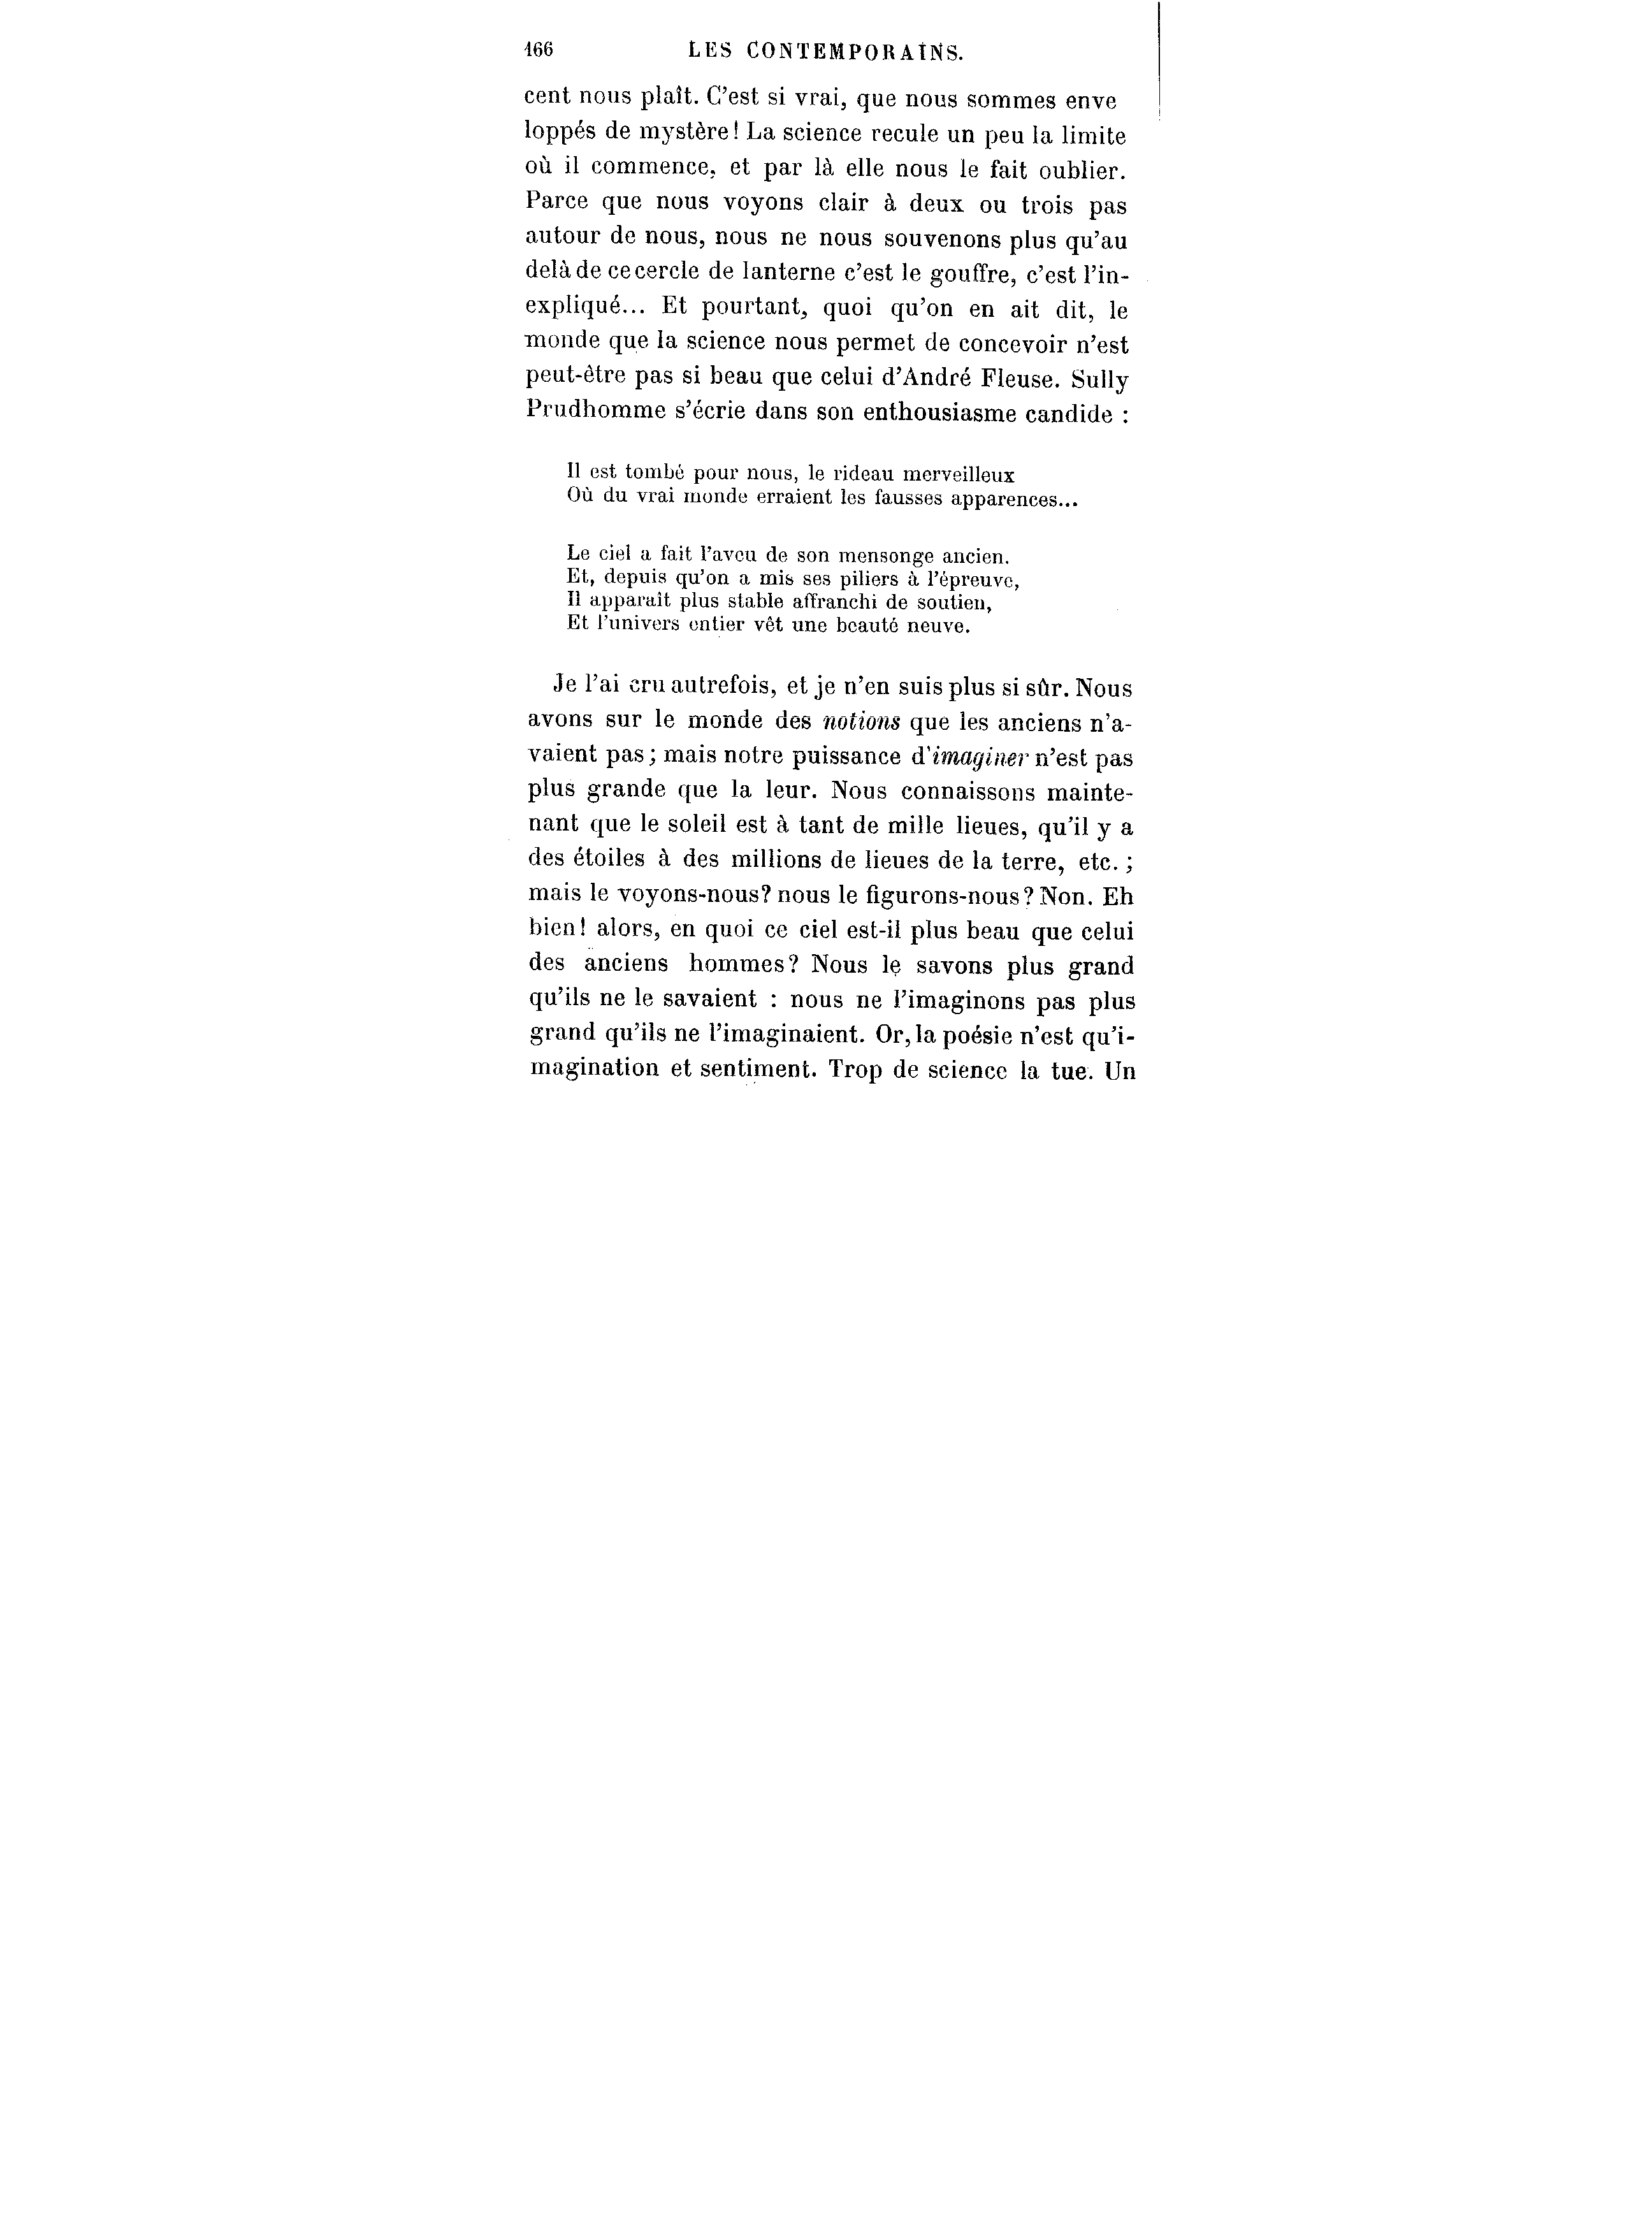 166 LES CONTEMPORAINS.
cent nous plaît. C'est si vrai, que nous sommes enve
loppés de mystère! La science recule un peu la limite
où il commence, et par là elle nous le fait oublier.
Parce que nous voyons clair à deux ou trois pas
autour de nous, nous ne nous souvenons plus qu'au
delà de ce cercle de lanterne c'est le gouffre, c'est l'in-
expliqué... Et pourtant, quoi qu'on en ait dit, le
monde que la science nous permet de concevoir n'est
peut-être pas si beau que celui d'André Fleuse. Sully
Prudhomme s'écrie dans son enthousiasme candide :
Il est tombé pour nous, le rideau merveilleux
Où du vrai monde erraient les fausses apparences...
Le ciel a fait l'aveu de son mensonge ancien.
Et, depuis qu'on a mis ses piliers à l'épreuve,
Il apparaît plus stable affranchi de soutien,
Et l'univers entier vêt une beauté neuve.
Je l'ai cru autrefois, et je n'en suis plus si sûr. Nous
avons sur le monde des notions que les anciens n'a-
vaient pas; mais notre puissance d'imaginer n'est pas
plus grande que la leur. Nous connaissons mainte-
nant que le soleil est à tant de mille lieues, qu'il y a
des étoiles à des millions de lieues de la terre, etc. ;
mais le voyons-nous? nous le figurons-nous? Non. Eh
bien! alors, en quoi ce ciel est-il plus beau que celui
des anciens hommes? Nous le savons plus grand
qu'ils ne le savaient : nous ne l'imaginons pas plus
grand qu'ils ne l'imaginaient. Or, la poésie n'est qu'i-
magination et sentiment. Trop de science la tue. Un